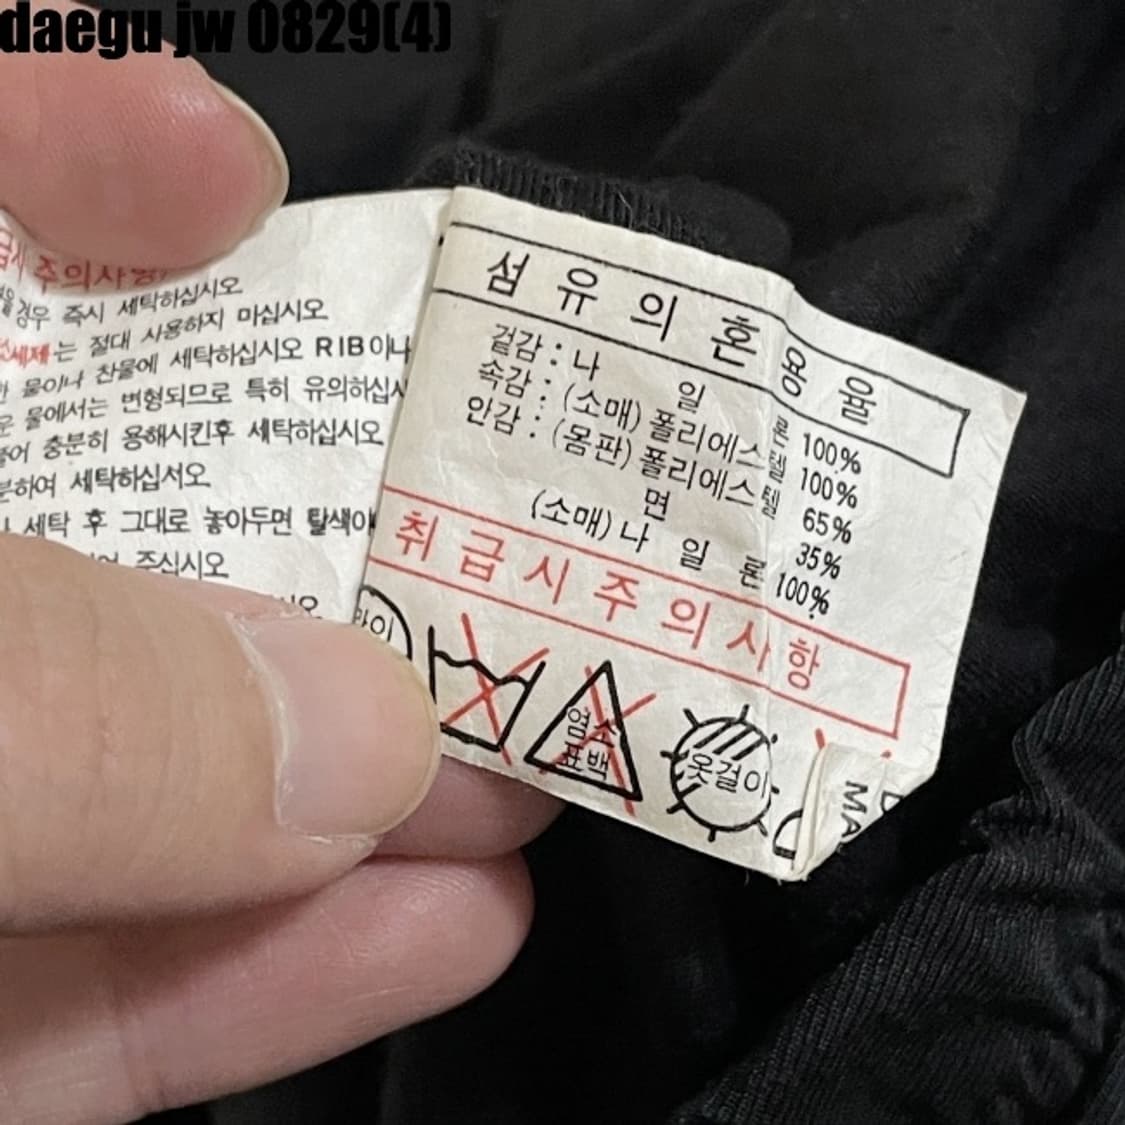 daegu jw 0829(4)
주의사항
경우 즉시 세탁하십시오
세제는 절대 사용하지 마십시오
물이나 찬물에 세탁하십시오 RIB이나
물에서는 변형되므로 특히 유의하십시
충분히 용해시킨후 세탁하십시오
분하여 세탁하십서오
세탁 후 그대로 놓아두면 탈색이
주십시오
섬유의 혼용율
겉감 : 나 일 론 100%
속감 : (소매) 폴리에스텔 100%
안감 : (몸판) 폴리에스텔 65%
면 35%
(소매) 나 일 론 100%
취급시주의사항
염소
표백
옷걸이
MA